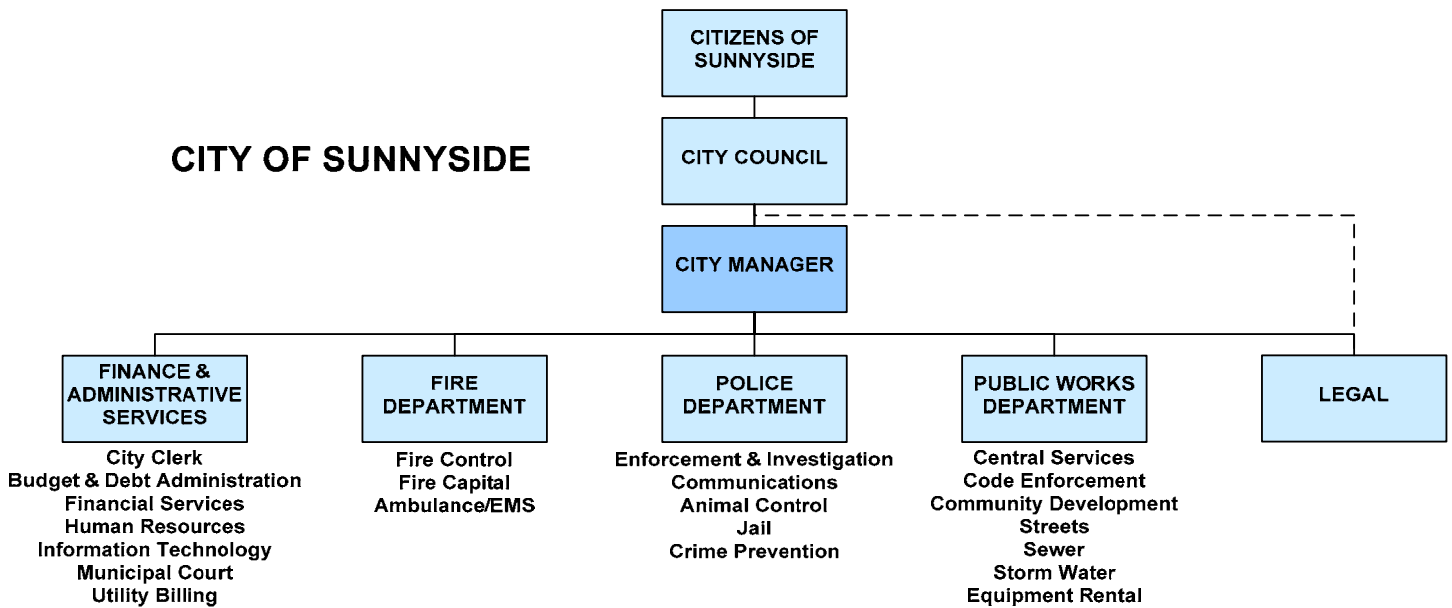 CITIZENS OF
SUNNYSIDE
CITY OF SUNNYSIDE
CITY COUNCIL
CITY MANAGER
FINANCE &
ADMINISTRATIVE
SERVICES
City Clerk
Budget & Debt Administration
Financial Services
Human Resources
Information Technology
Municipal Court
Utility Billing
FIRE
DEPARTMENT
Fire Control
Fire Capital
Ambulance/EMS
POLICE
DEPARTMENT
Enforcement & Investigation
Communications
Animal Control
Jail
Crime Prevention
PUBLIC WORKS
DEPARTMENT
Central Services
Code Enforcement
Community Development
Streets
Sewer
Storm Water
Equipment Rental
LEGAL